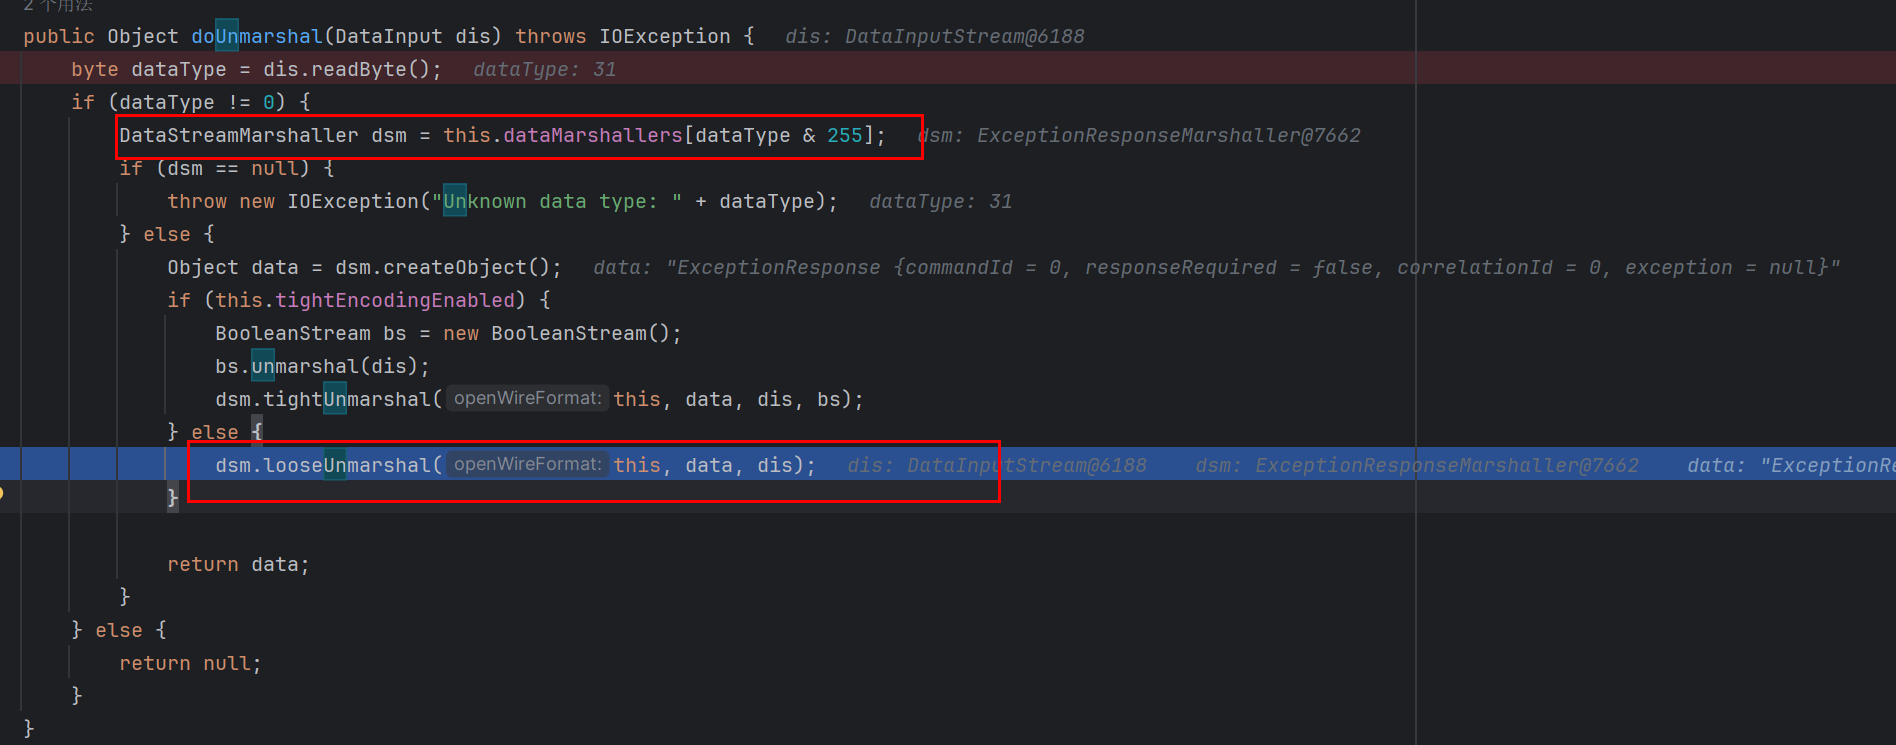 2 个用法
public Object doUnmarshal(DataInput dis) throws IOException {   dis: DataInputStream@6188
    byte dataType = dis.readByte();   dataType: 31
    if (dataType != 0) {
        DataStreamMarshaller dsm = this.dataMarshallers[dataType & 255];   dsm: ExceptionResponseMarshaller@7662
        if (dsm == null) {
            throw new IOException("Unknown data type: " + dataType);   dataType: 31
        } else {
            Object data = dsm.createObject();   data: "ExceptionResponse {commandId = 0, responseRequired = false, correlationId = 0, exception = null}"
            if (this.tightEncodingEnabled) {
                BooleanStream bs = new BooleanStream();
                bs.unmarshal(dis);
                dsm.tightUnmarshal( openWireFormat: this, data, dis, bs);
            } else {
                dsm.looseUnmarshal( openWireFormat: this, data, dis);   dis: DataInputStream@6188   dsm: ExceptionResponseMarshaller@7662   data: "ExceptionRe
            }
            return data;
        }
    } else {
        return null;
    }
}